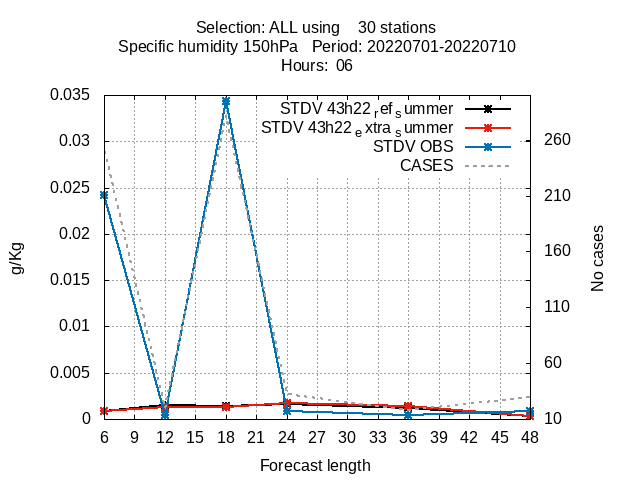 Selection: ALL using    30 stations
Specific humidity 150hPa   Period: 20220701-20220710
Hours:  06
STDV 43h22refsummer
STDV 43h22extrasummer
STDV OBS
CASES
0.035
0.03
0.025
0.02
0.015
0.01
0.005
0
g/Kg
260
210
160
110
60
10
No cases
6 9 12 15 18 21 24 27 30 33 36 39 42 45 48
Forecast length